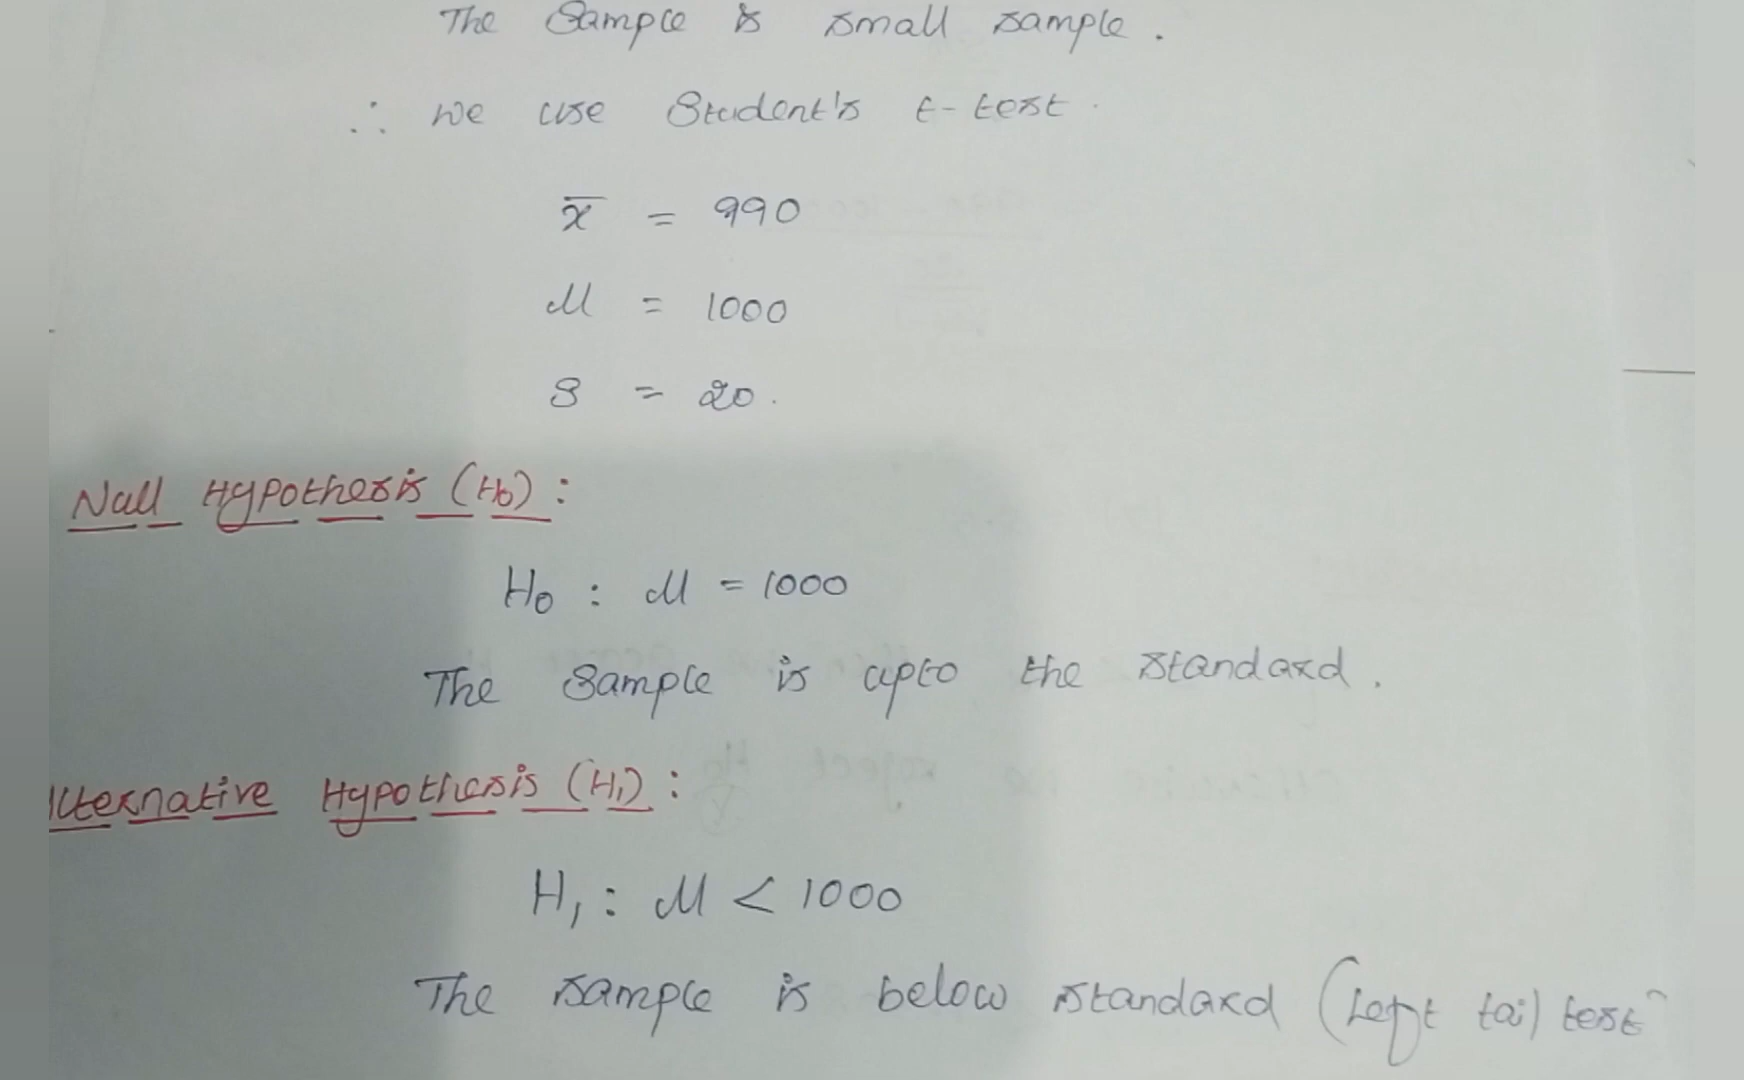 The Sample is small sample.
∴ we use Student's t-test.
x̄ = 990
μ = 1000
S = 20.
Null Hypothesis (H₀):
H₀ : μ = 1000
The Sample is upto the standard.
lternative Hypothesis (H₁):
H₁ : μ < 1000
The sample is below standard (Left tail test